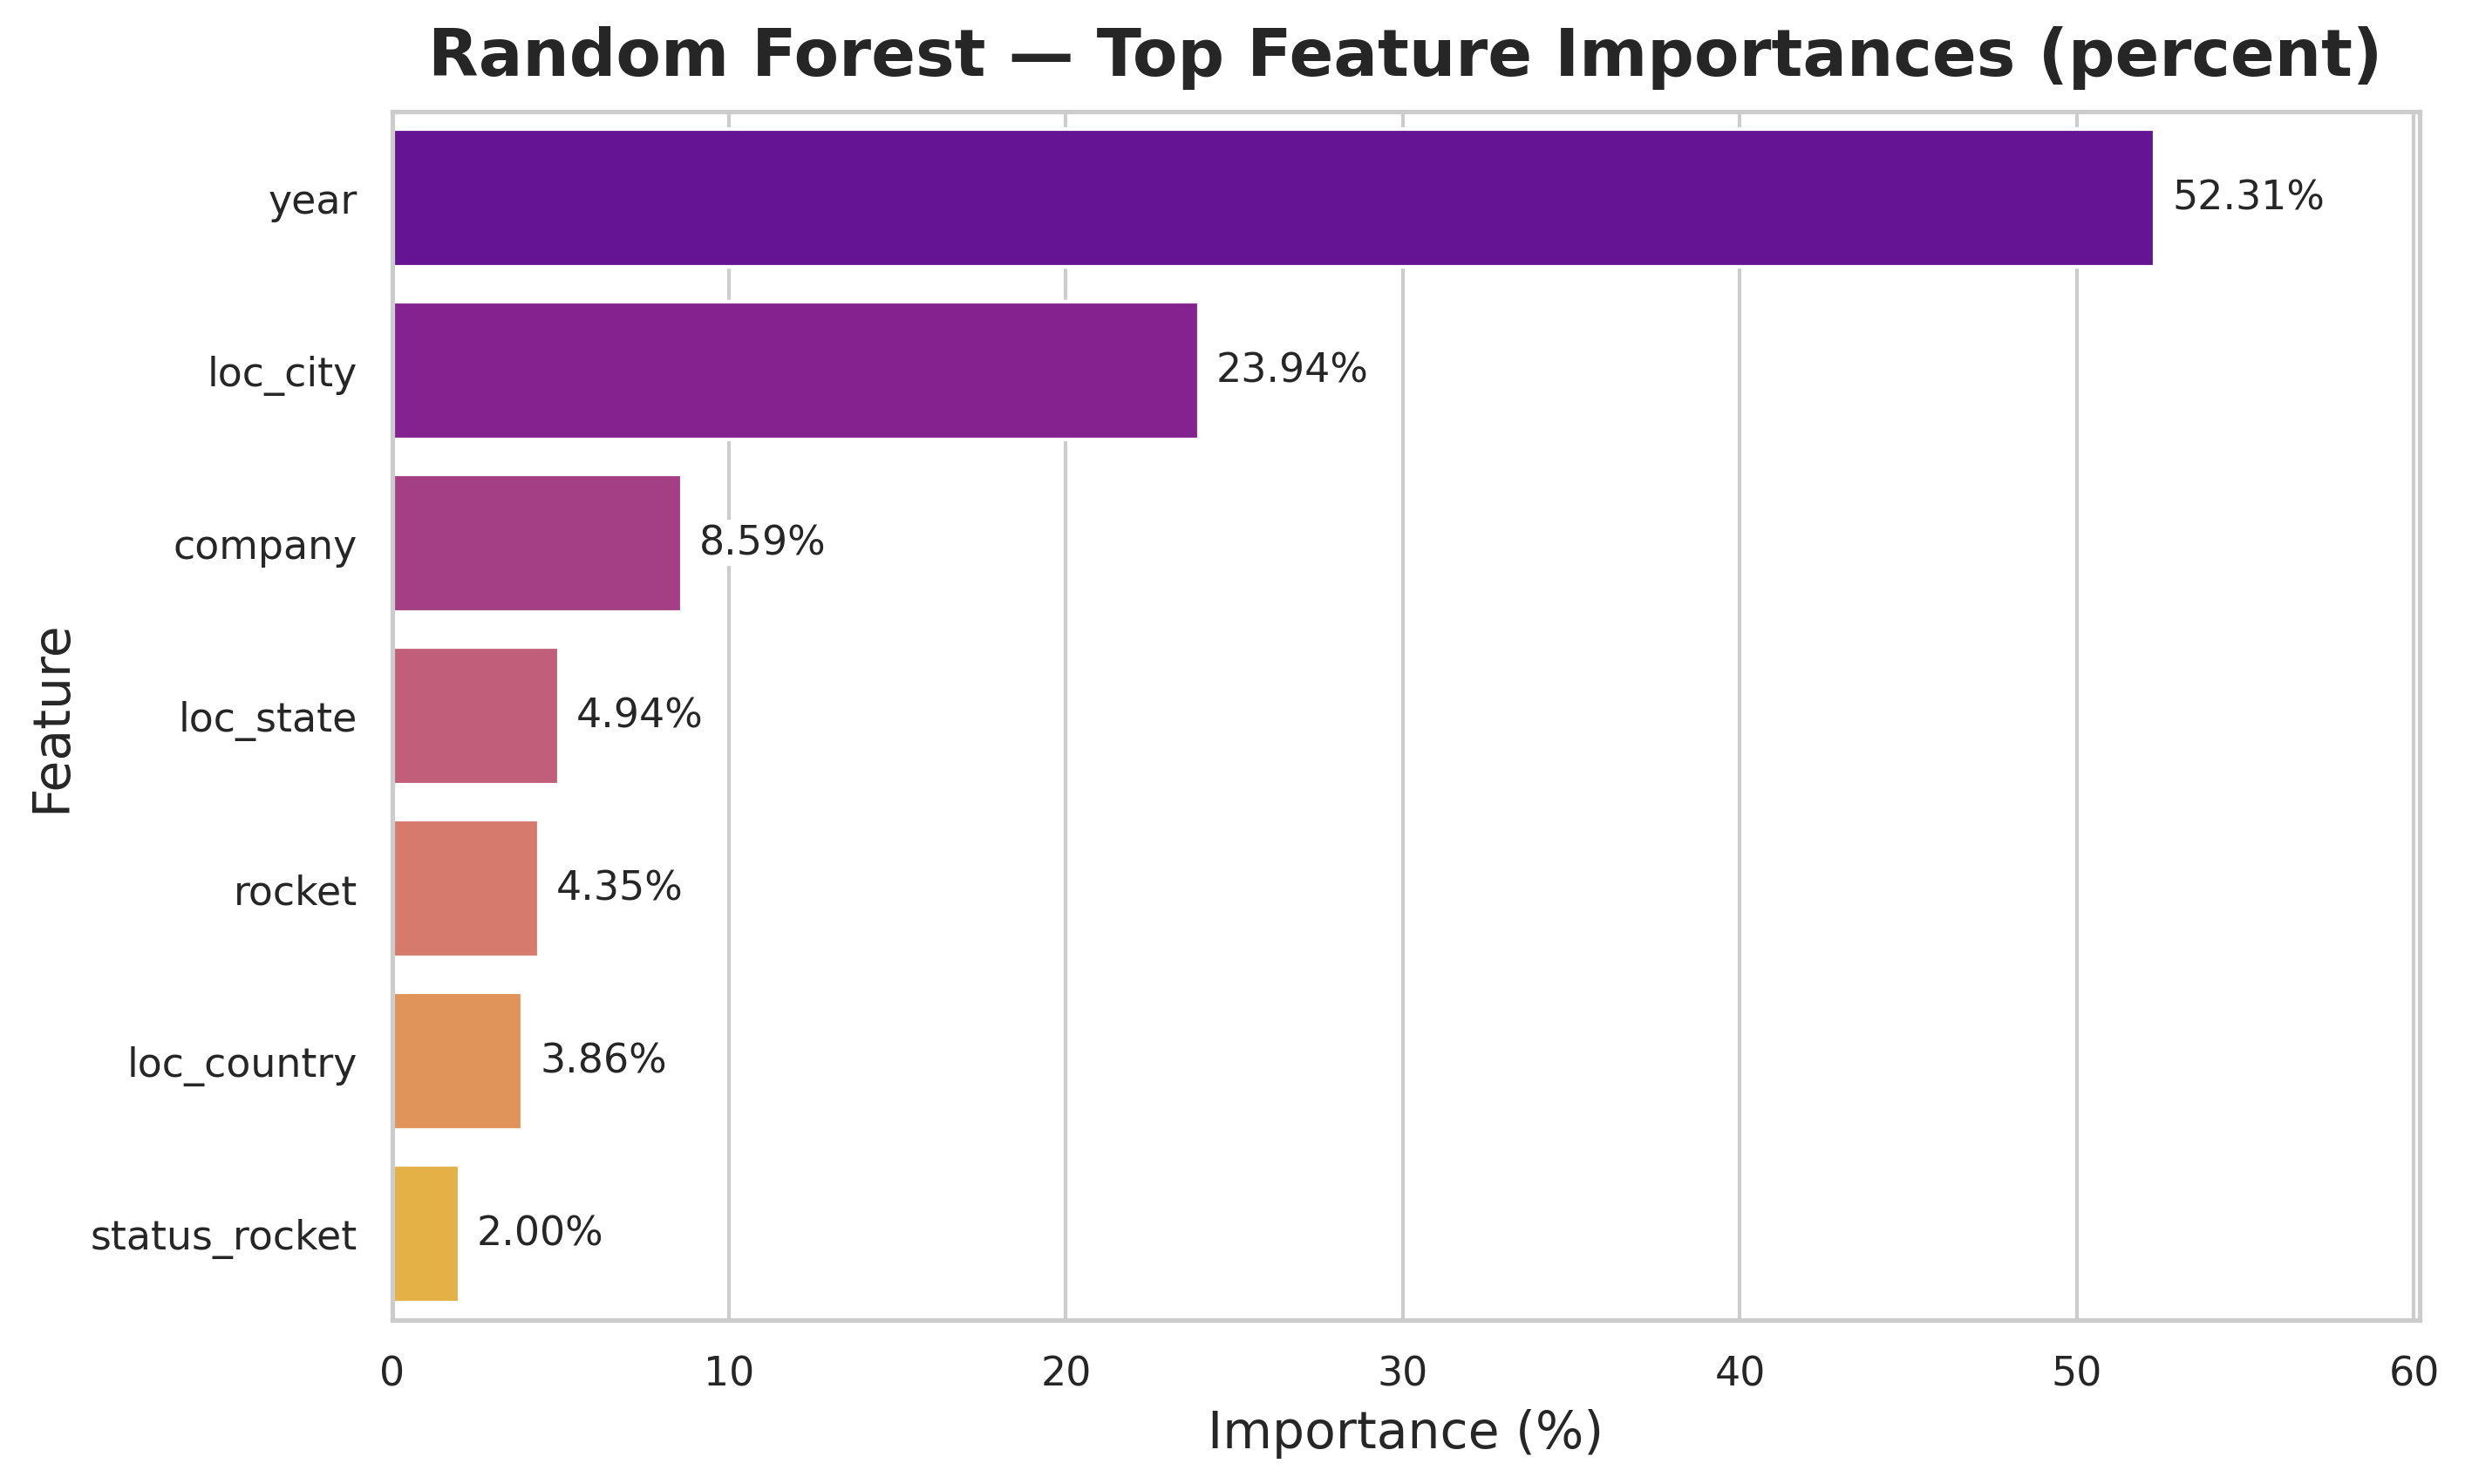 Random Forest — Top Feature Importances (percent)
Feature
year
52.31%
loc_city
23.94%
company
8.59%
loc_state
4.94%
rocket
4.35%
loc_country
3.86%
status_rocket
2.00%
0 10 20 30 40 50 60
Importance (%)